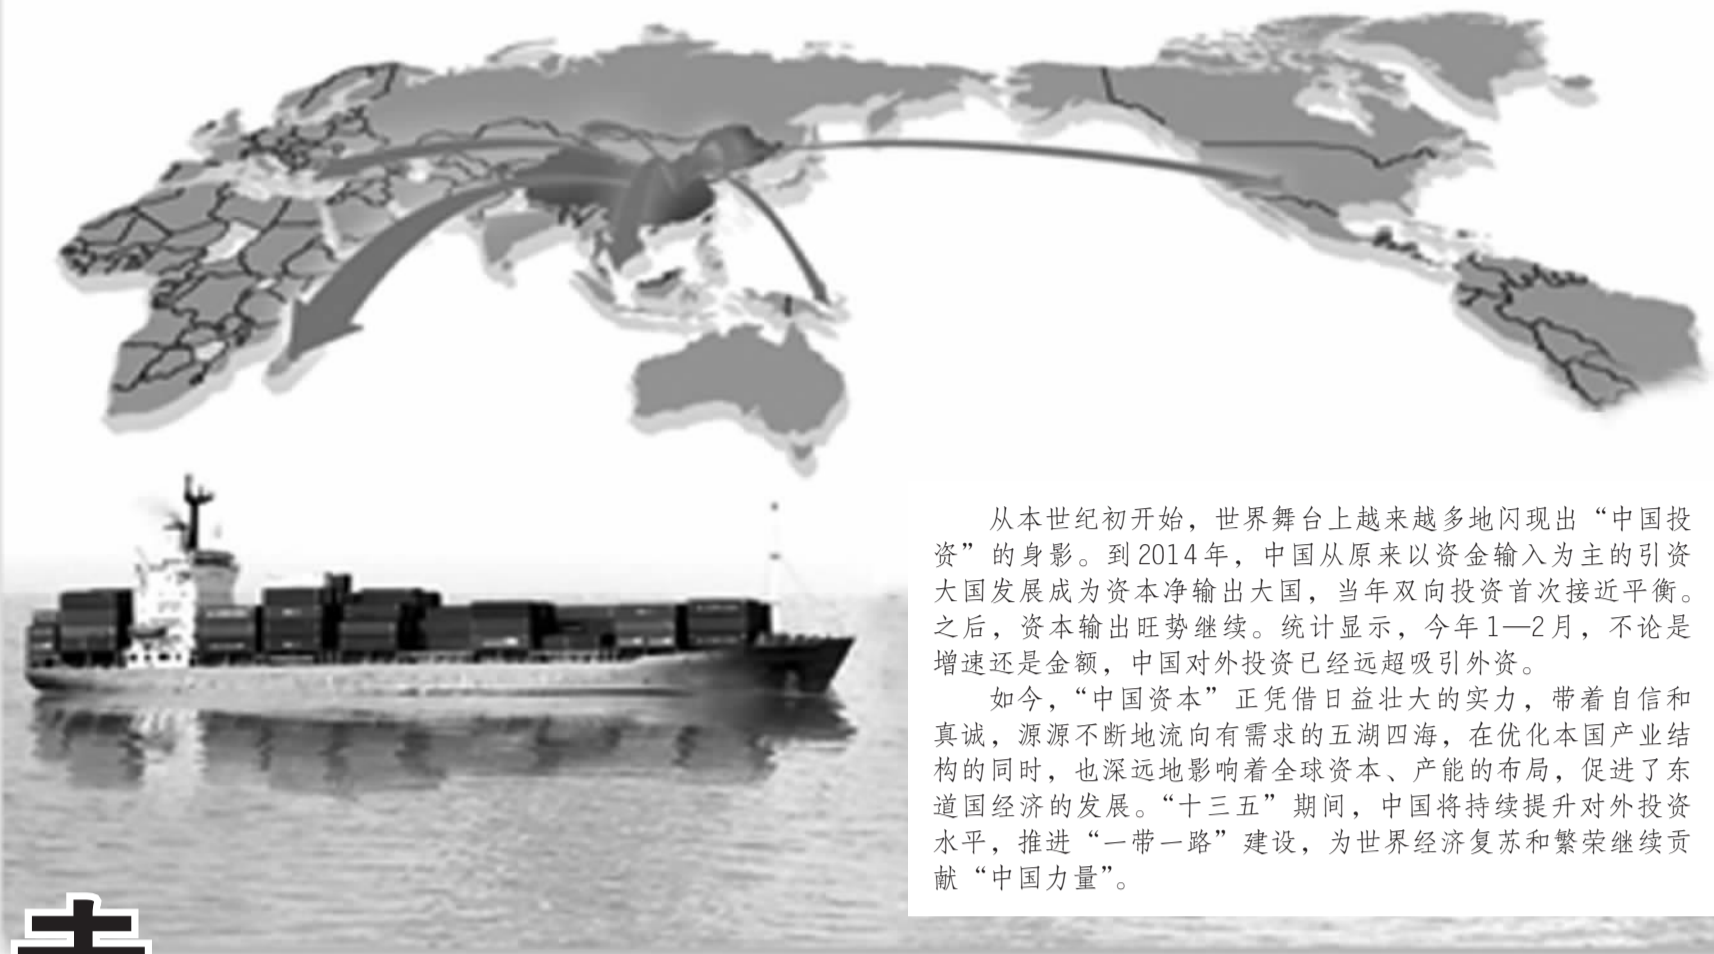 从本世纪初开始，世界舞台上越来越多地闪现出“中国投
资”的身影。到2014年，中国从原来以资金输入为主的引资
大国发展成为资本净输出大国，当年双向投资首次接近平衡。
之后，资本输出旺势继续。统计显示，今年1—2月，不论是
增速还是金额，中国对外投资已经远超吸引外资。
如今，“中国资本”正凭借日益壮大的实力，带着自信和
真诚，源源不断地流向有需求的五湖四海，在优化本国产业结
构的同时，也深远地影响着全球资本、产能的布局，促进了东
道国经济的发展。“十三五”期间，中国将持续提升对外投资
水平，推进“一带一路”建设，为世界经济复苏和繁荣继续贡
献“中国力量”。